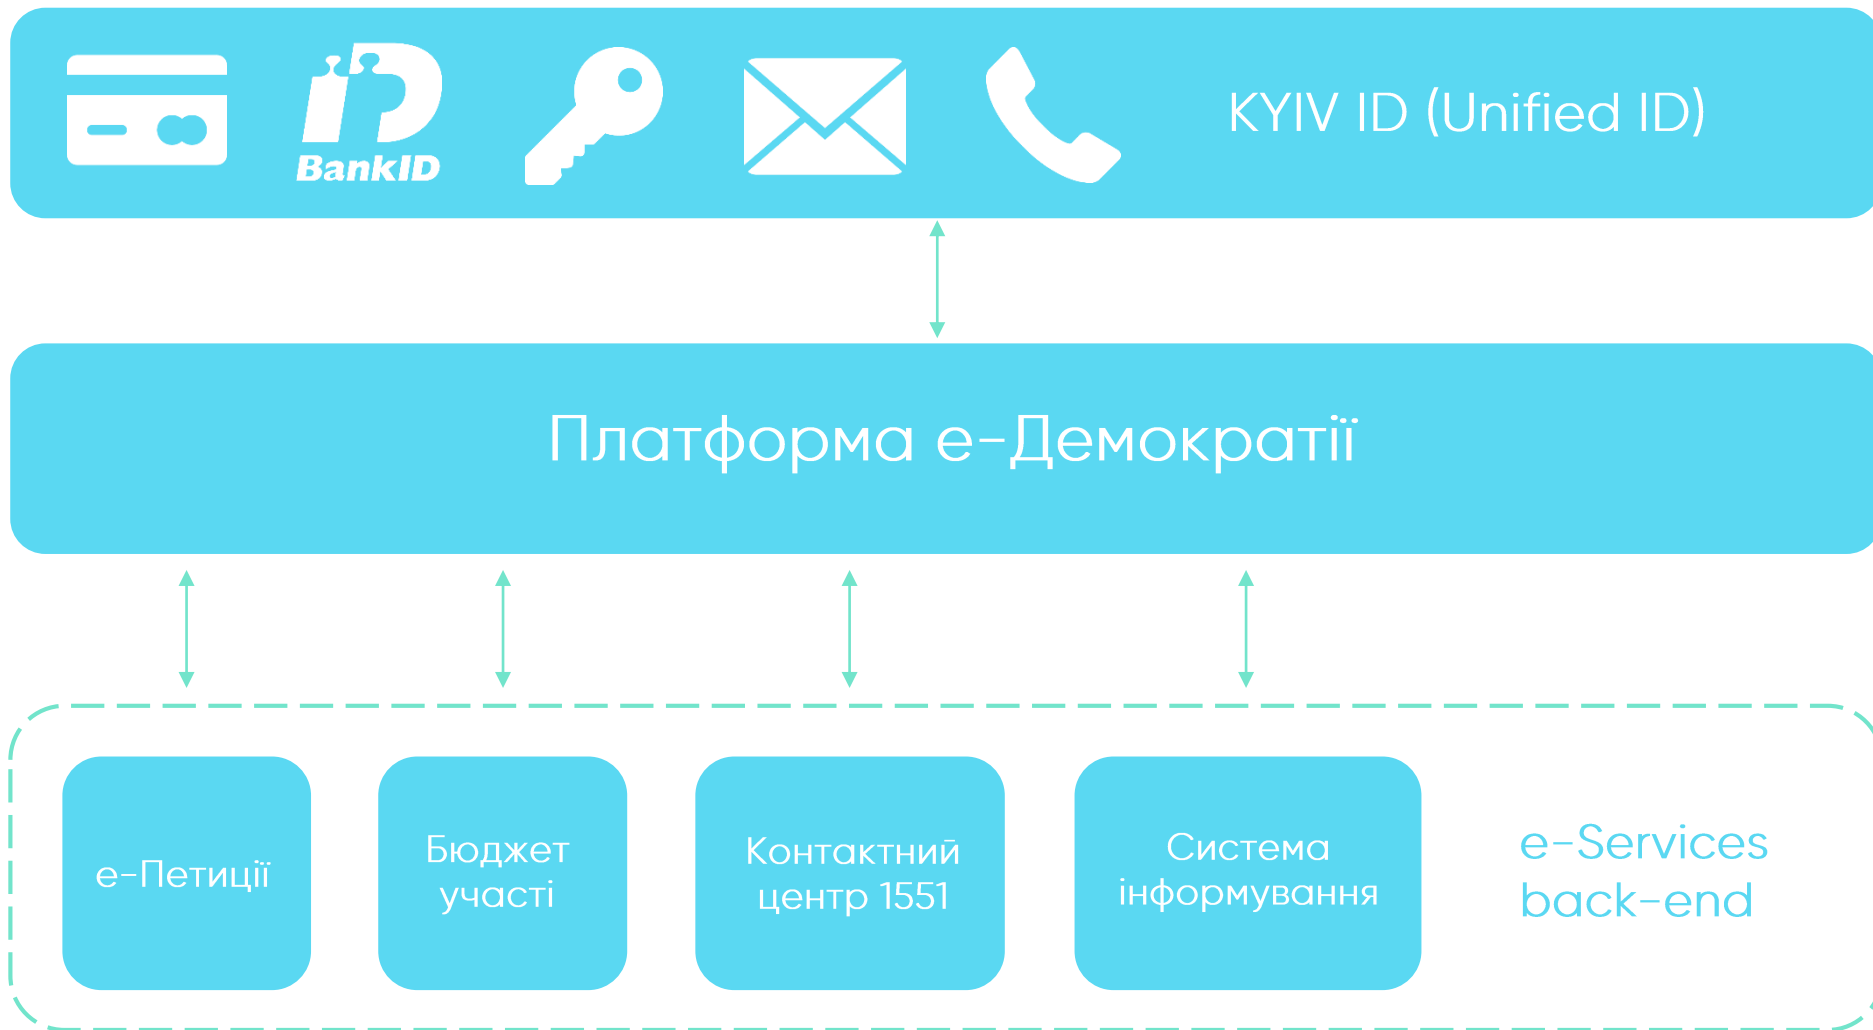 BankID
KYIV ID (Unified ID)
Платформа е-Демократії
е-Петиції
Бюджет
участі
Контактний
центр 1551
Система
інформування
e-Services
back-end